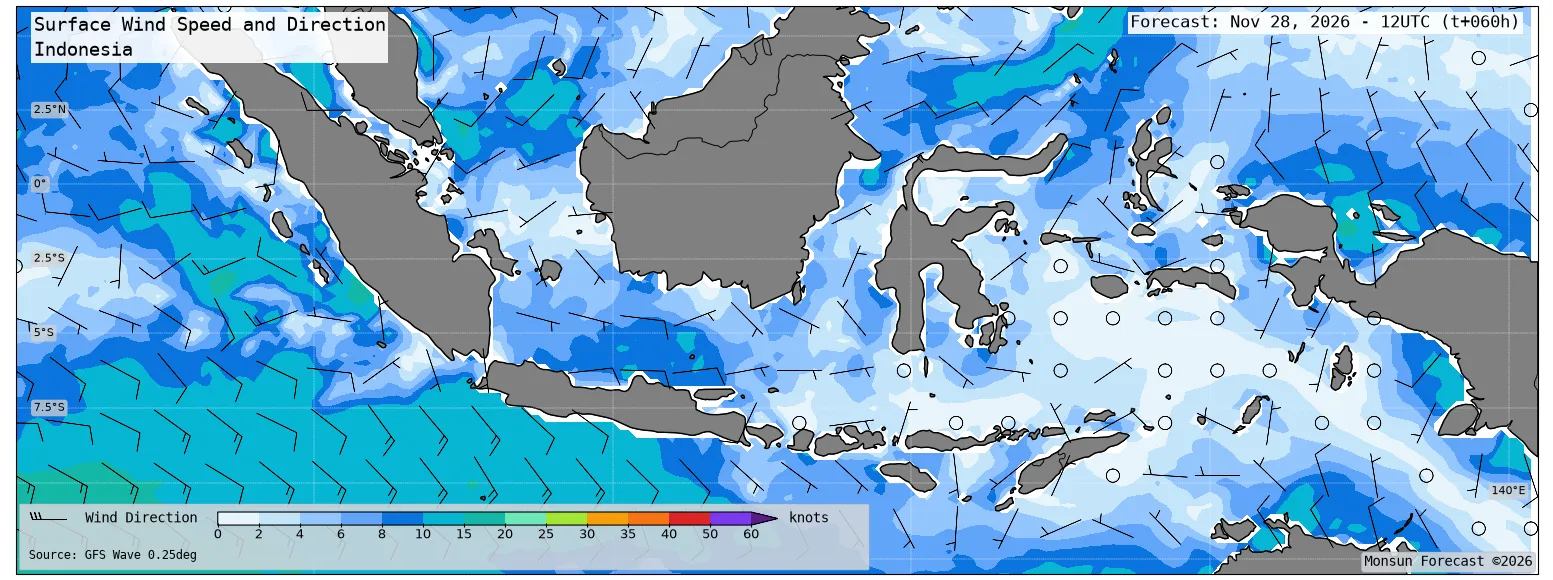 Surface Wind Speed and Direction
Indonesia
Forecast: Nov 28, 2026 - 12UTC (t+060h)
2.5°N
0°
2.5°S
5°S
7.5°S
140°E
Wind Direction
knots
0 2 4 6 8 10 15 20 25 30 35 40 50 60
Source: GFS Wave 0.25deg
Monsun Forecast ©2026